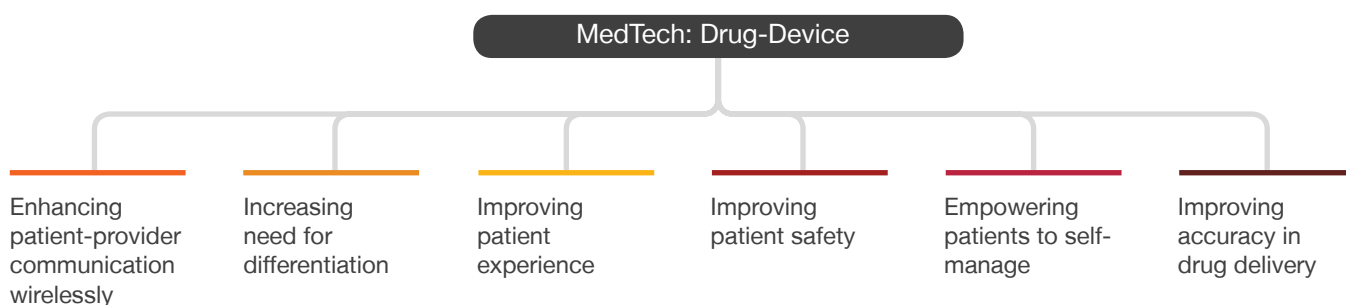 MedTech: Drug-Device
Enhancing
patient-provider
communication
wirelessly
Increasing
need for
differentiation
Improving
patient
experience
Improving
patient safety
Empowering
patients to self-
manage
Improving
accuracy in
drug delivery